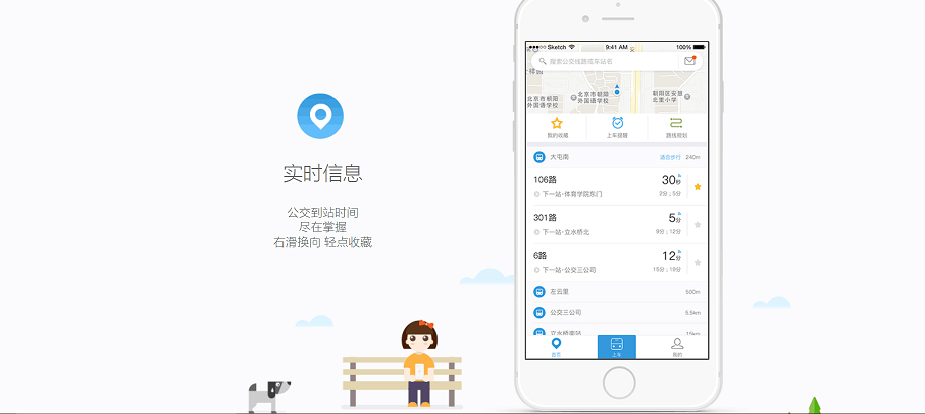 实时信息
公交到站时间
尽在掌握
右滑换向 轻点收藏
Sketch 9:41 AM 100%
搜索公交线路/车站名
北京市朝阳
外国语学校
北京市朝阳
外国语学校
朝阳区安慧
北里小学
我的收藏 上车提醒 路线规划
大屯南 适合步行 240m
106路 30秒
下一站·体育学院东门 2分；5分
301路 5分
下一站·立水桥北 9分；12分
6路 12分
下一站·公交三公司 15分；19分
左云里 500m
公交三公司 5.54km
立水桥南站 15km
首页 上车 我的